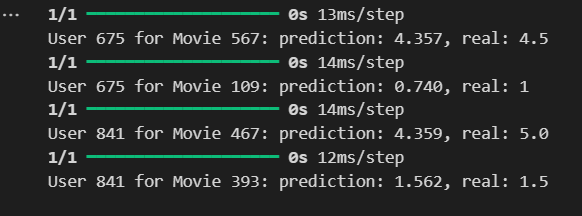 ... 1/1 ━━━━━━━━━━━━━━━━━━━━ 0s 13ms/step
User 675 for Movie 567: prediction: 4.357, real: 4.5
1/1 ━━━━━━━━━━━━━━━━━━━━ 0s 14ms/step
User 675 for Movie 109: prediction: 0.740, real: 1
1/1 ━━━━━━━━━━━━━━━━━━━━ 0s 14ms/step
User 841 for Movie 467: prediction: 4.359, real: 5.0
1/1 ━━━━━━━━━━━━━━━━━━━━ 0s 12ms/step
User 841 for Movie 393: prediction: 1.562, real: 1.5